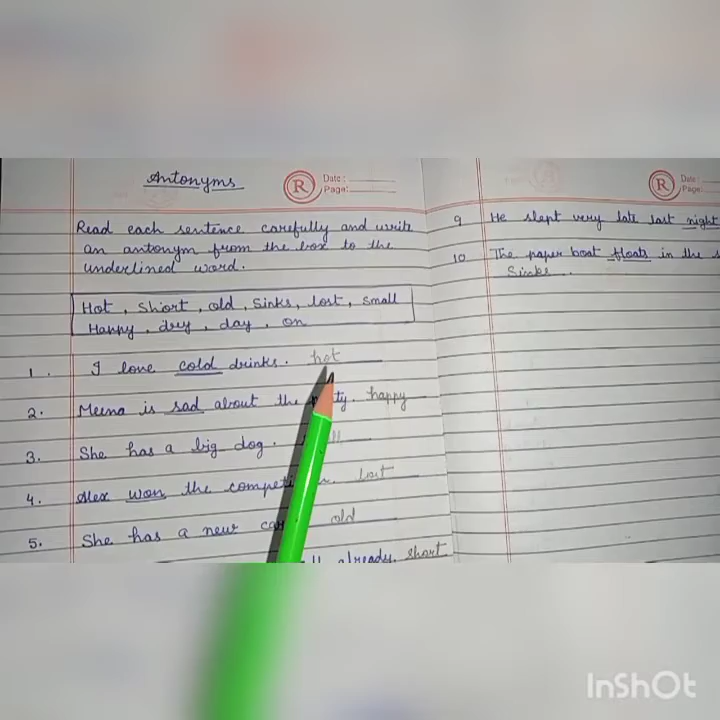 Antonyms
R Date:
Page:
Read each sentence carefully and write
an antonym from the box to the
underlined word.
Hot, Short, old, Sinks, lost, small
Happy, dry, day, on
1. I love cold drinks. hot
2. Meena is sad about the ty. happy
3. She has a big dog.
4. Alex won the competi lost
5. She has a new car old
already. short
R Date:
Page:
9 He slept very late last night
10 The paper boat floats in the
Sinks.
InShOt